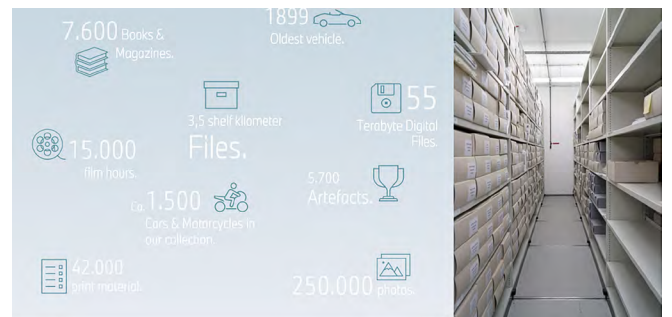 1899
7.600 Books &
Oldest vehicle.
Magazines.
55
3,5 shelf kilometer
Terabyte Digital
Files.
Files.
15.000
film hours.
5.700
Artefacts.
Ca 1.500
Cars & Motorcycles in
our collection.
42.000
print material.
250.000 photos.